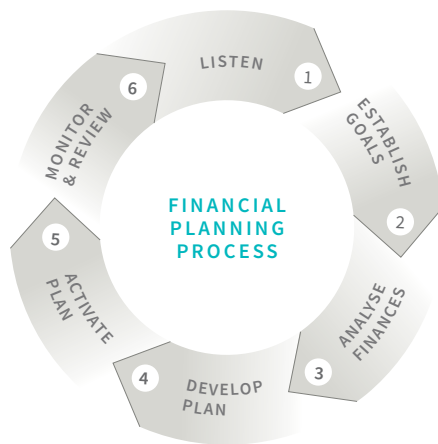 FINANCIAL
PLANNING
PROCESS
LISTEN
1
ESTABLISH
GOALS
2
ANALYSE
FINANCES
3
DEVELOP
PLAN
4
ACTIVATE
PLAN
5
MONITOR
& REVIEW
6